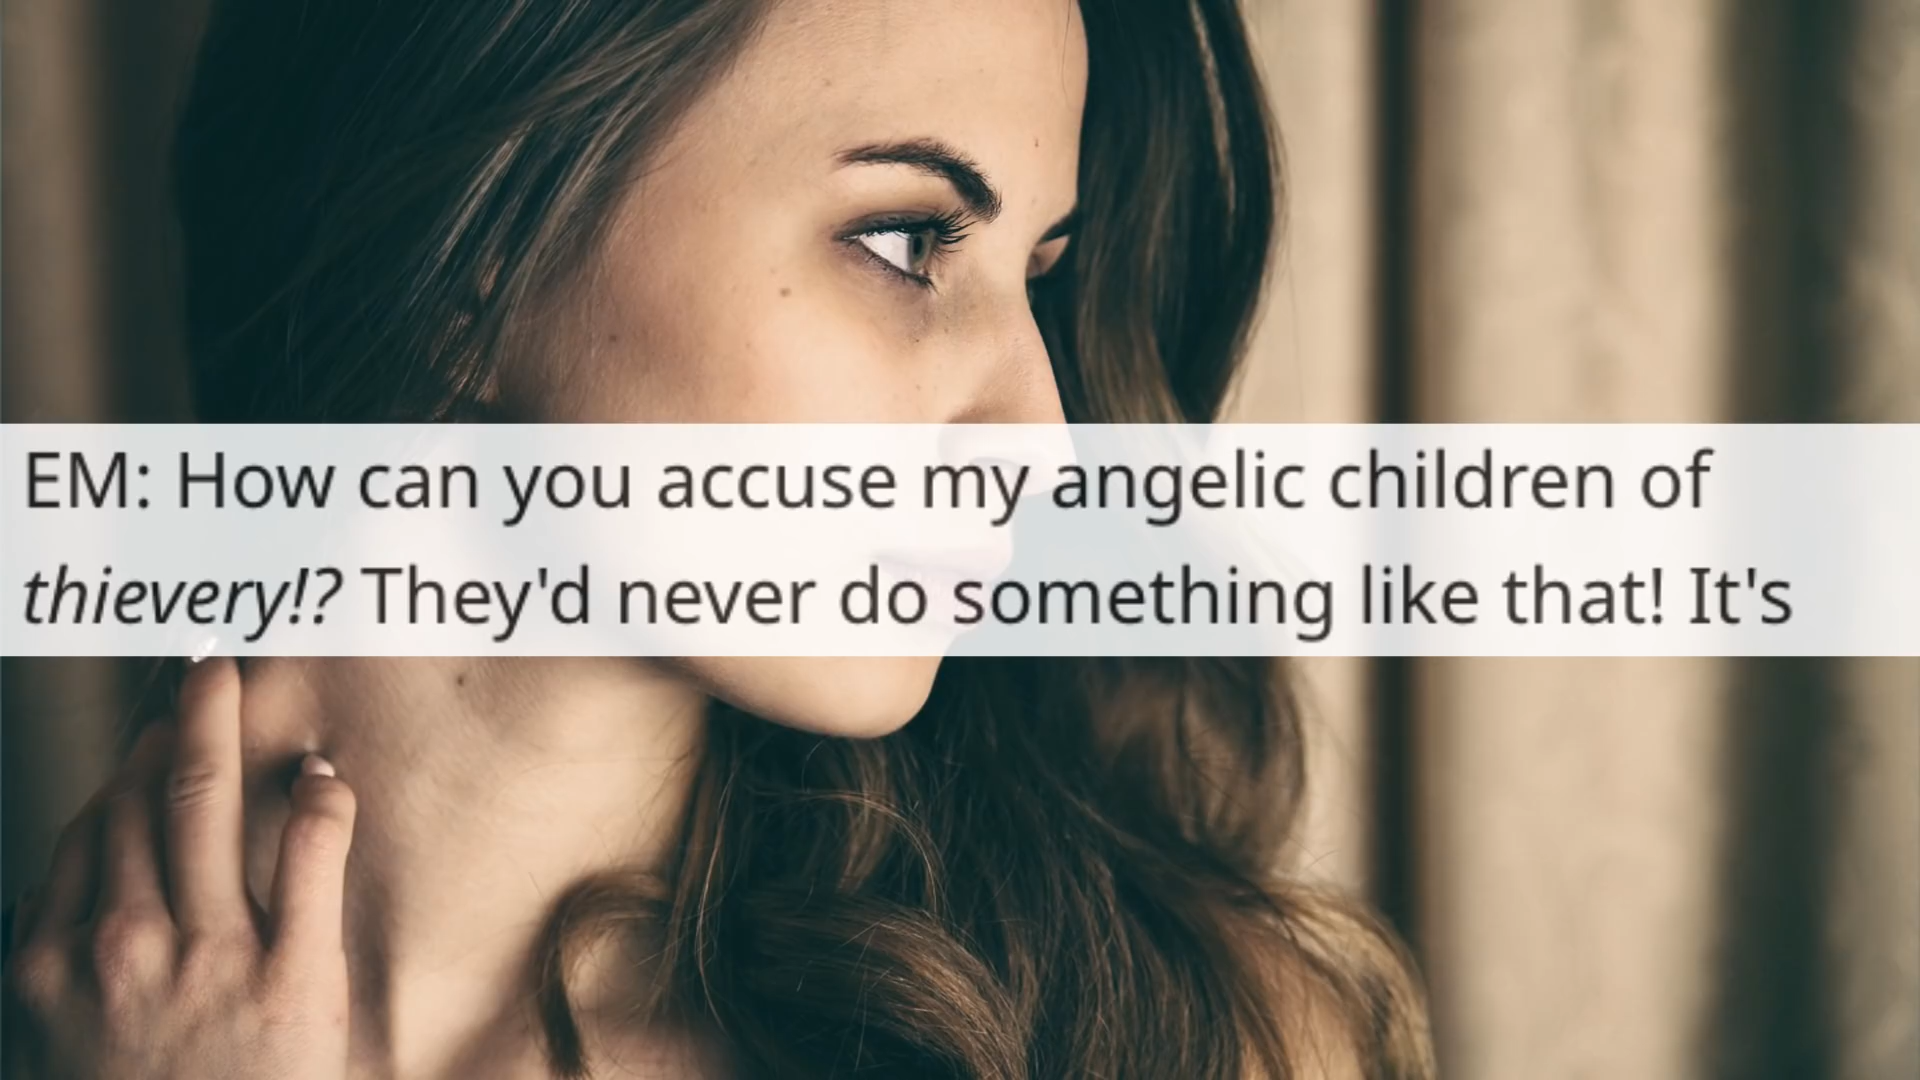 EM: How can you accuse my angelic children of
thievery!? They'd never do something like that! It's